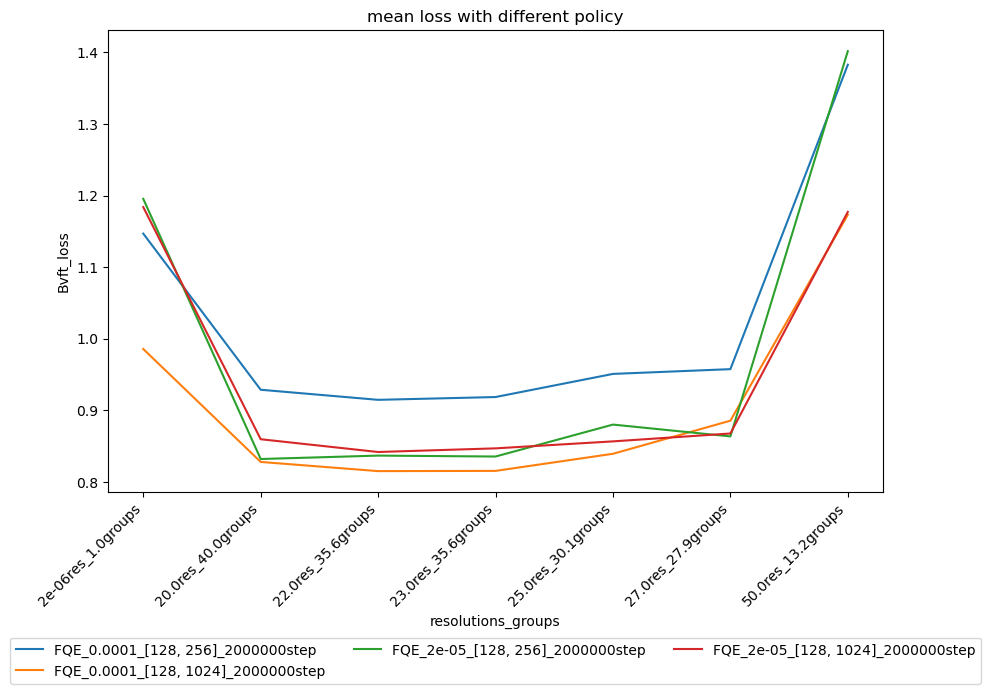 mean loss with different policy
Bvft_loss
1.4
1.3
1.2
1.1
1.0
0.9
0.8
2e-06res_1.0groups
20.0res_40.0groups
22.0res_35.6groups
23.0res_35.6groups
25.0res_30.1groups
27.0res_27.9groups
50.0res_13.2groups
resolutions_groups
FQE_0.0001_[128, 256]_2000000step
FQE_0.0001_[128, 1024]_2000000step
FQE_2e-05_[128, 256]_2000000step
FQE_2e-05_[128, 1024]_2000000step